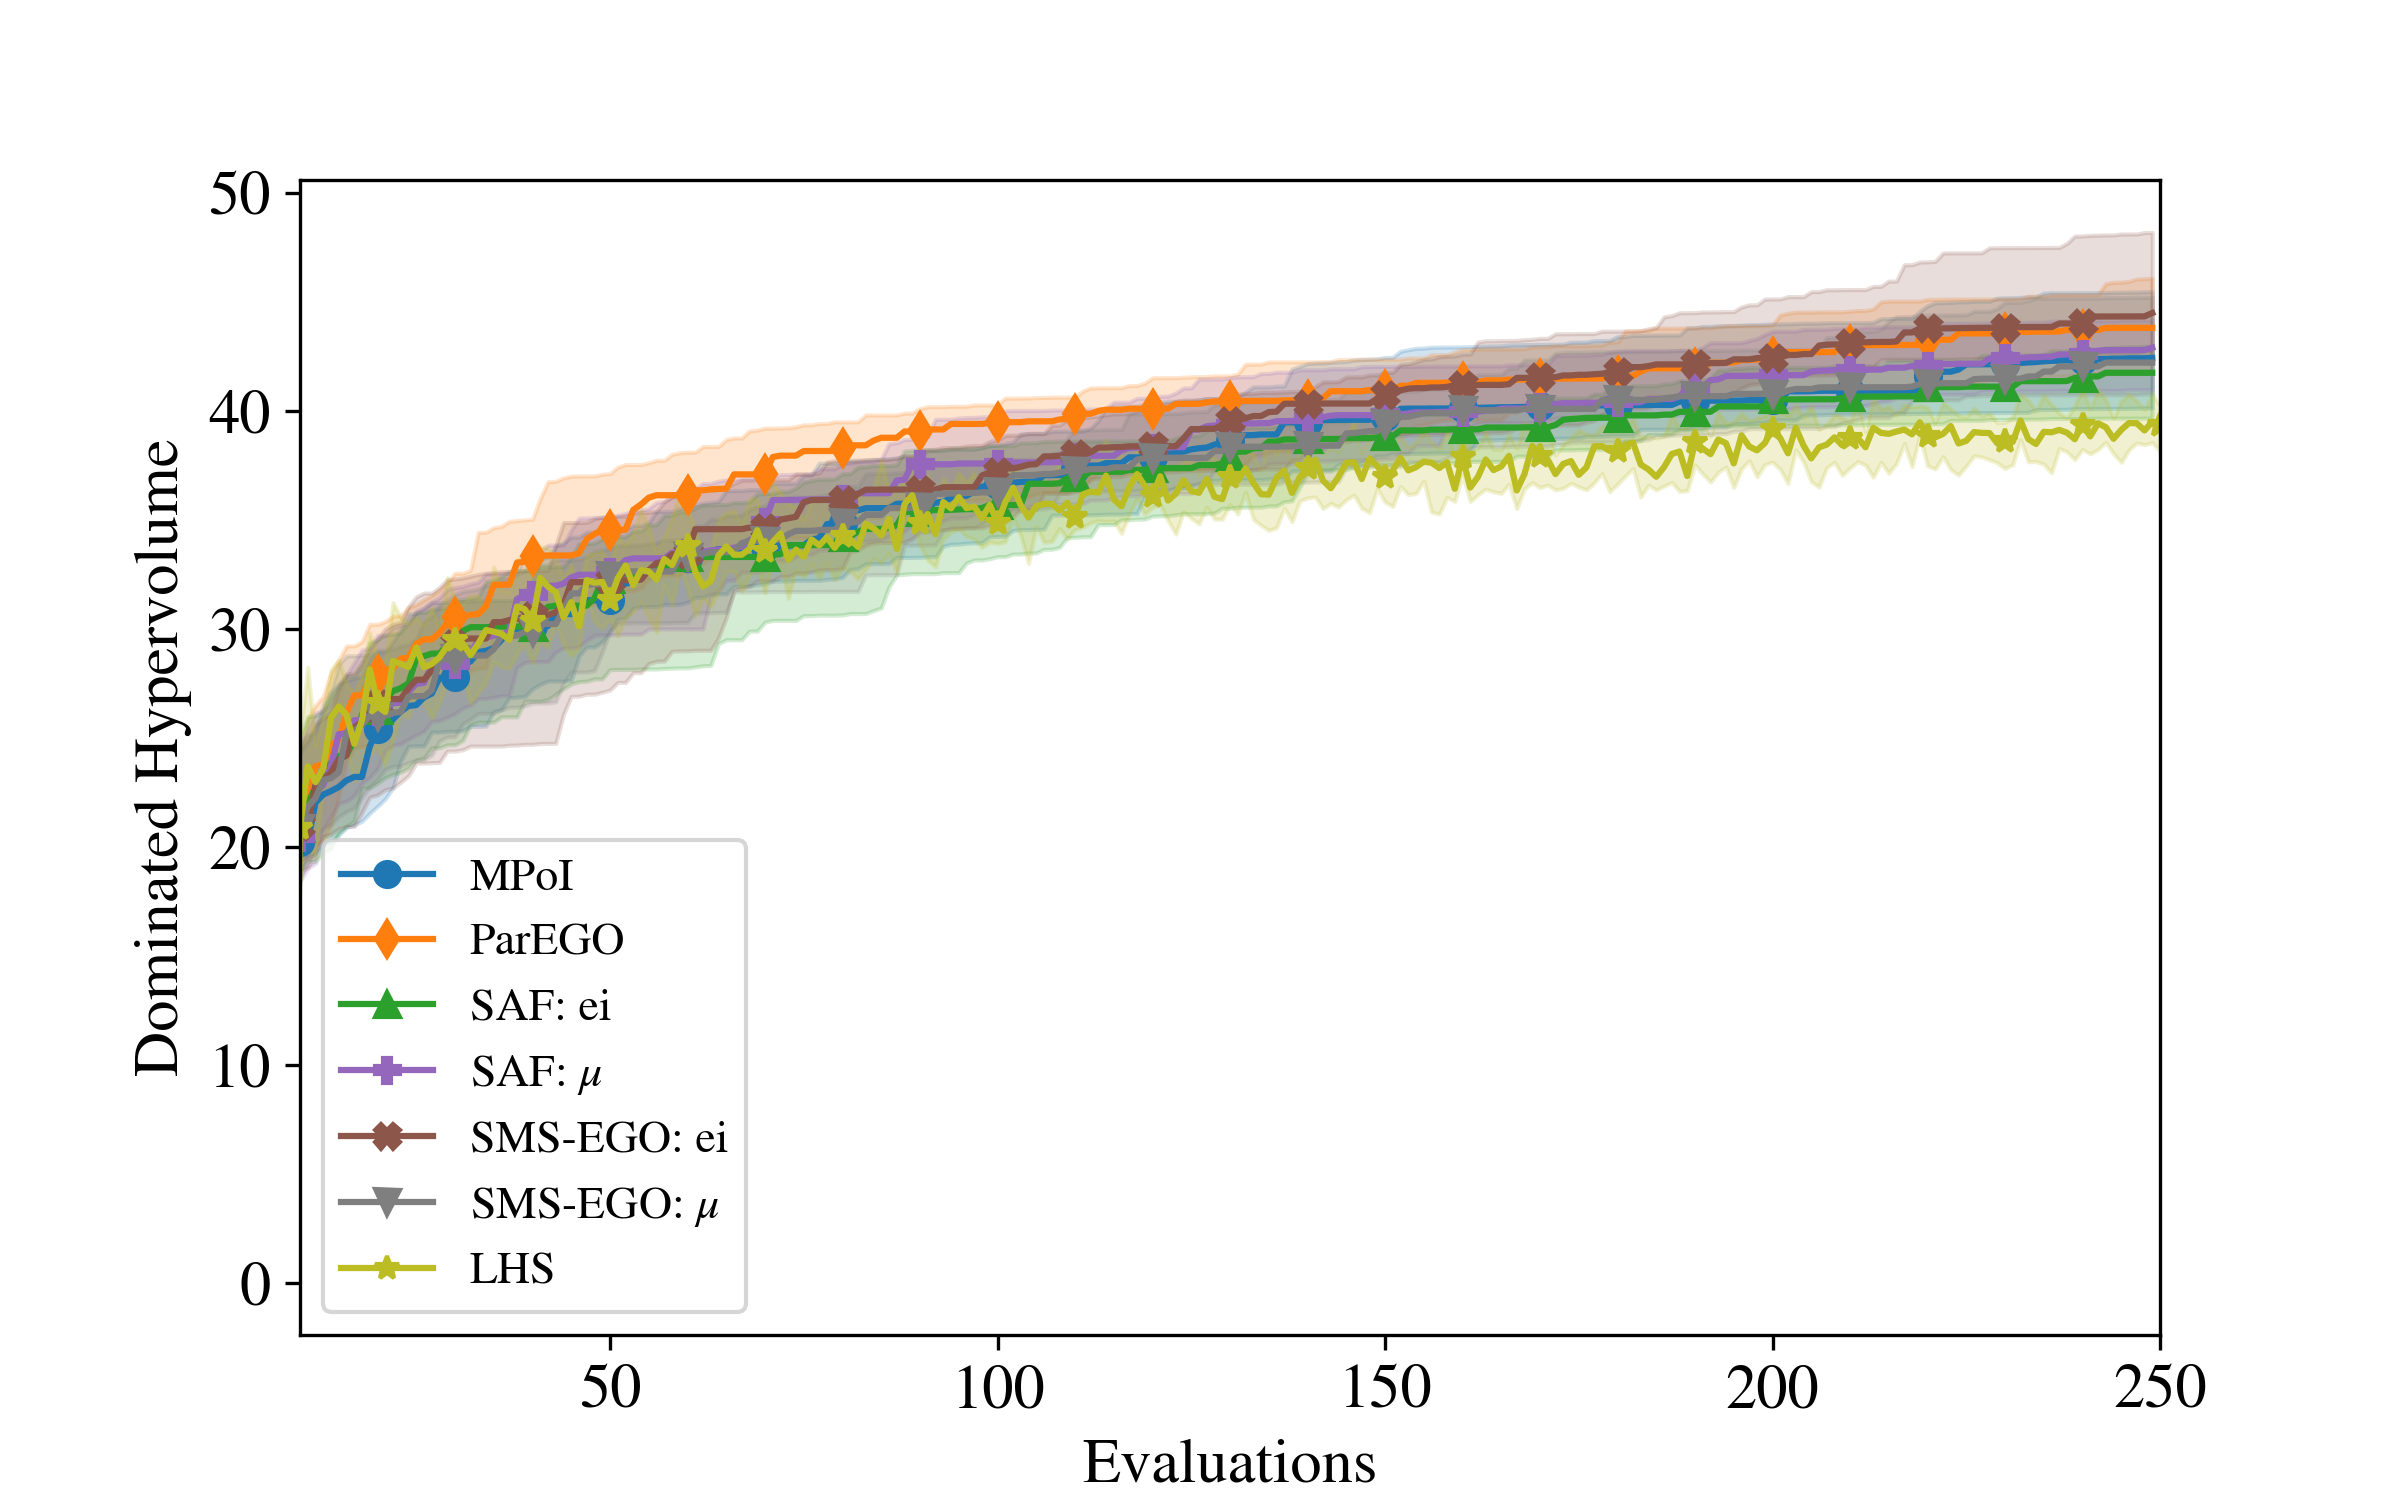 50
40
30
20
10
0
Dominated Hypervolume
MPoI
ParEGO
SAF: ei
SAF: μ
SMS-EGO: ei
SMS-EGO: μ
LHS
50 100 150 200 250
Evaluations